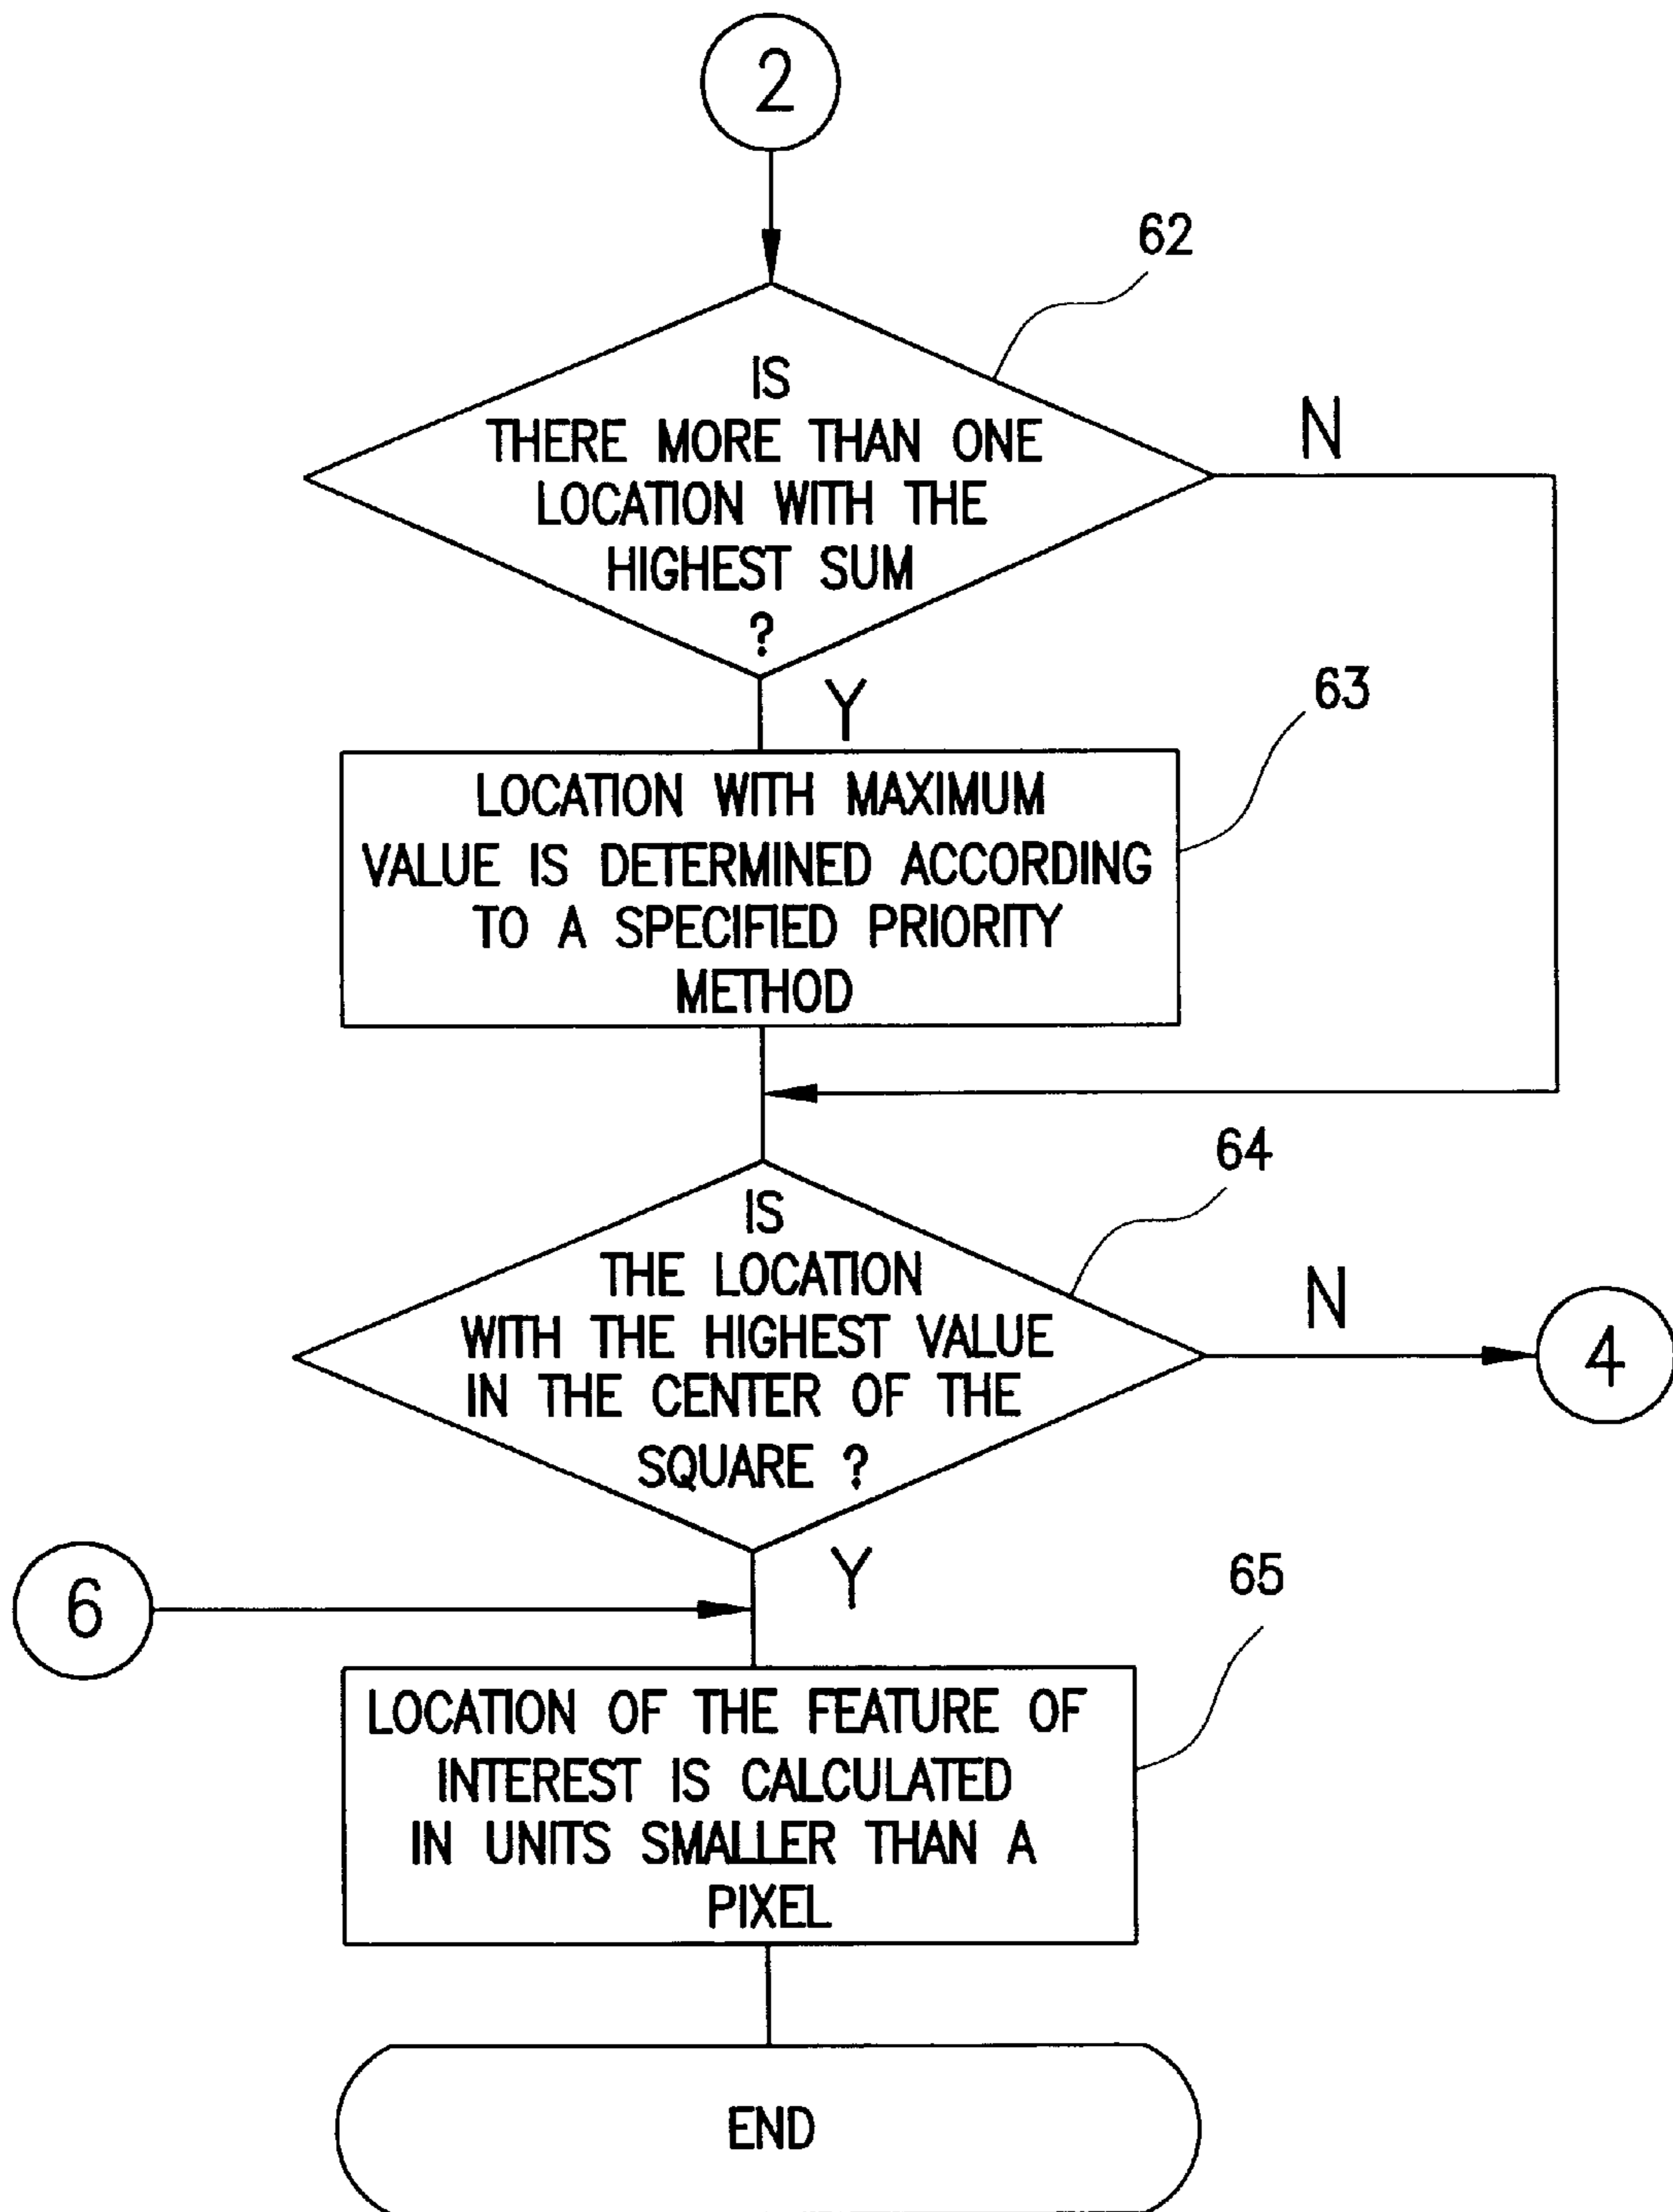 2
62
IS
THERE MORE THAN ONE
LOCATION WITH THE
HIGHEST SUM
?
N
Y
63
LOCATION WITH MAXIMUM
VALUE IS DETERMINED ACCORDING
TO A SPECIFIED PRIORITY
METHOD
64
IS
THE LOCATION
WITH THE HIGHEST VALUE
IN THE CENTER OF THE
SQUARE ?
N
4
Y
6
65
LOCATION OF THE FEATURE OF
INTEREST IS CALCULATED
IN UNITS SMALLER THAN A
PIXEL
END